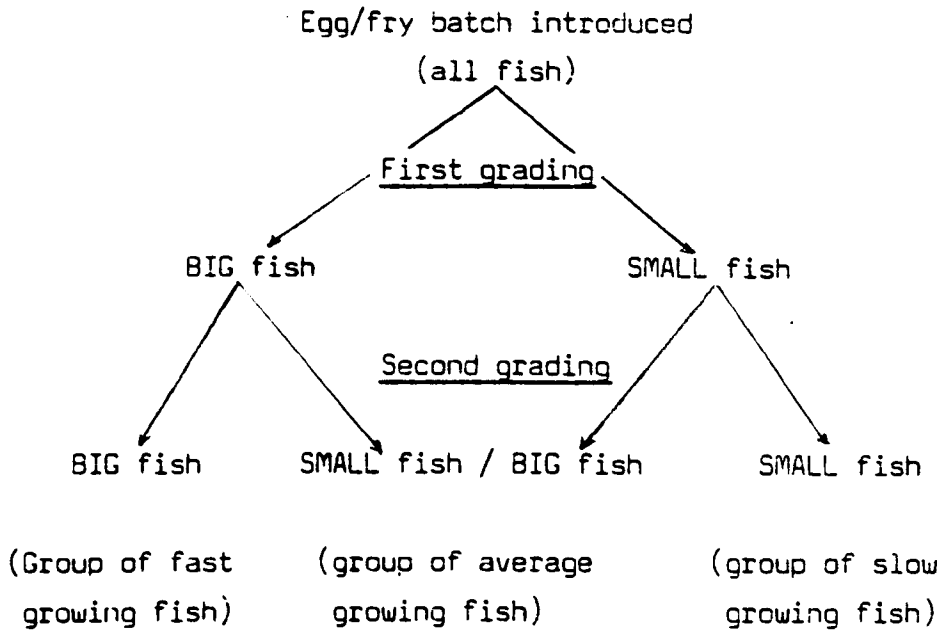 Egg/fry batch introduced
(all fish)
First grading
BIG fish
SMALL fish
Second grading
BIG fish
SMALL fish / BIG fish
SMALL fish
(Group of fast
growing fish)
(group of average
growing fish)
(group of slow
growing fish)